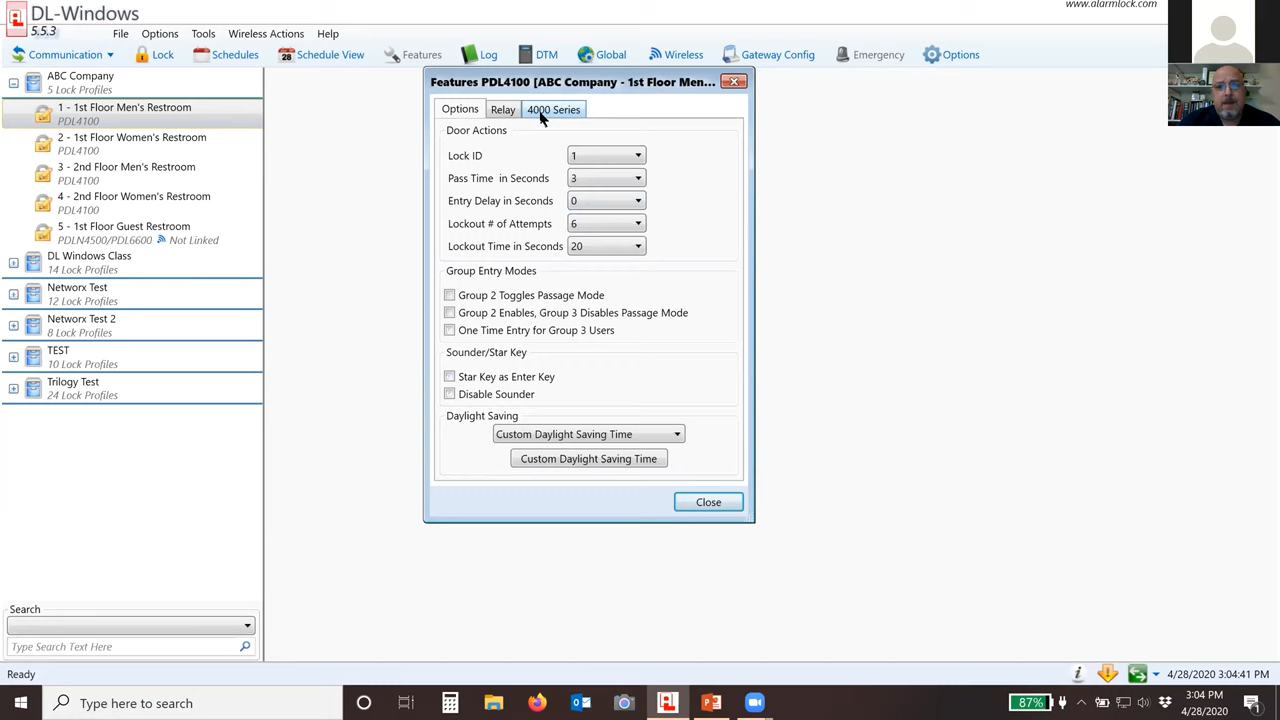 DL-Windows
www.alarmlock.com
5.5.3
File Options Tools Wireless Actions Help
Communication Lock Schedules 28 Schedule View Features Log DTM Global Wireless Gateway Config Emergency Options
ABC Company
5 Lock Profiles
1 - 1st Floor Men's Restroom
PDL4100
2 - 1st Floor Women's Restroom
PDL4100
3 - 2nd Floor Men's Restroom
PDL4100
4 - 2nd Floor Women's Restroom
PDL4100
5 - 1st Floor Guest Restroom
PDLN4500/PDL6600 Not Linked
DL Windows Class
14 Lock Profiles
Networx Test
12 Lock Profiles
Networx Test 2
8 Lock Profiles
TEST
10 Lock Profiles
Trilogy Test
24 Lock Profiles
Search
Type Search Text Here
Features PDL4100 [ABC Company - 1st Floor Men...
Options Relay 4000 Series
Door Actions
Lock ID 1
Pass Time in Seconds 3
Entry Delay in Seconds 0
Lockout # of Attempts 6
Lockout Time in Seconds 20
Group Entry Modes
Group 2 Toggles Passage Mode
Group 2 Enables, Group 3 Disables Passage Mode
One Time Entry for Group 3 Users
Sounder/Star Key
Star Key as Enter Key
Disable Sounder
Daylight Saving
Custom Daylight Saving Time
Custom Daylight Saving Time
Close
Ready
4/28/2020 3:04:41 PM
Type here to search
87%
3:04 PM
4/28/2020
1